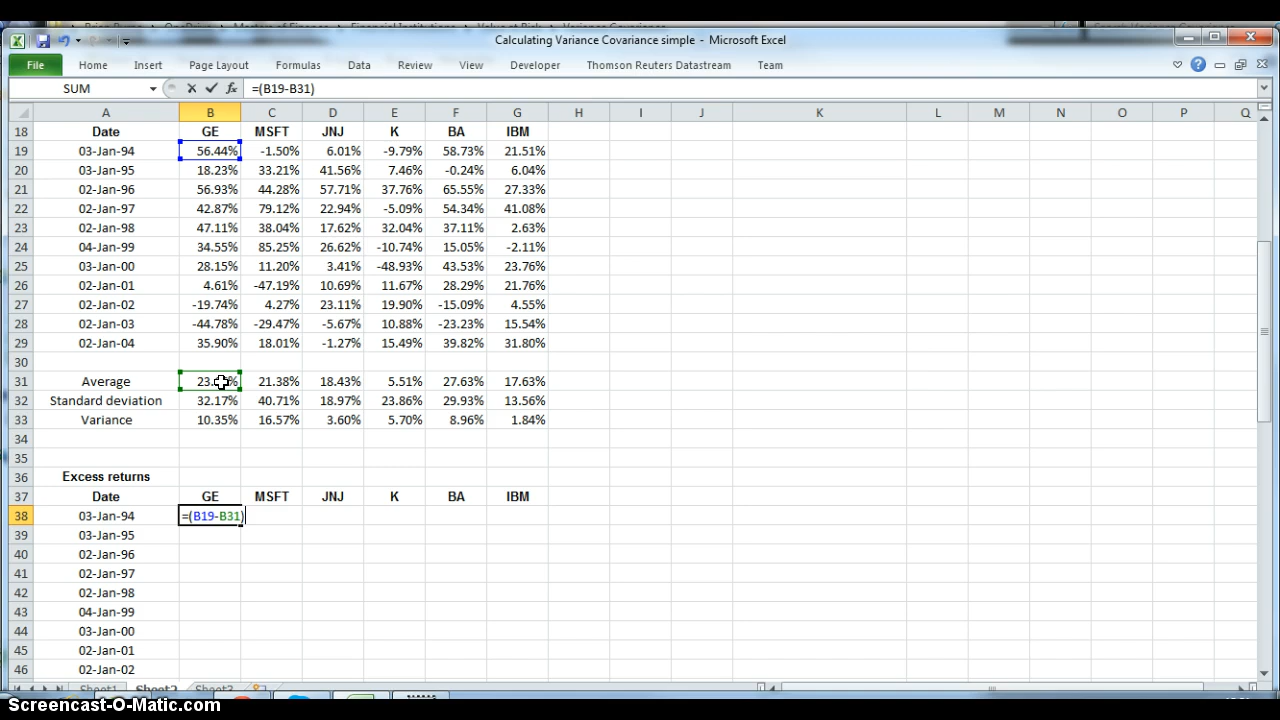 Calculating Variance Covariance simple - Microsoft Excel
File Home Insert Page Layout Formulas Data Review View Developer Thomson Reuters Datastream Team
SUM =(B19-B31)
A B C D E F G H I J K L M N O P Q
18 Date GE MSFT JNJ K BA IBM
19 03-Jan-94 56.44% -1.50% 6.01% -9.79% 58.73% 21.51%
20 03-Jan-95 18.23% 33.21% 41.56% 7.46% -0.24% 6.04%
21 02-Jan-96 56.93% 44.28% 57.71% 37.76% 65.55% 27.33%
22 02-Jan-97 42.87% 79.12% 22.94% -5.09% 54.34% 41.08%
23 02-Jan-98 47.11% 38.04% 17.62% 32.04% 37.11% 2.63%
24 04-Jan-99 34.55% 85.25% 26.62% -10.74% 15.05% -2.11%
25 03-Jan-00 28.15% 11.20% 3.41% -48.93% 43.53% 23.76%
26 02-Jan-01 4.61% -47.19% 10.69% 11.67% 28.29% 21.76%
27 02-Jan-02 -19.74% 4.27% 23.11% 19.90% -15.09% 4.55%
28 02-Jan-03 -44.78% -29.47% -5.67% 10.88% -23.23% 15.54%
29 02-Jan-04 35.90% 18.01% -1.27% 15.49% 39.82% 31.80%
30
31 Average 21.38% 18.43% 5.51% 27.63% 17.63%
32 Standard deviation 32.17% 40.71% 18.97% 23.86% 29.93% 13.56%
33 Variance 10.35% 16.57% 3.60% 5.70% 8.96% 1.84%
34
35
36 Excess returns
37 Date GE MSFT JNJ K BA IBM
38 03-Jan-94 =(B19-B31)
39 03-Jan-95
40 02-Jan-96
41 02-Jan-97
42 02-Jan-98
43 04-Jan-99
44 03-Jan-00
45 02-Jan-01
46 02-Jan-02
Sheet1 Sheet2 Sheet3
Screencast-O-Matic.com